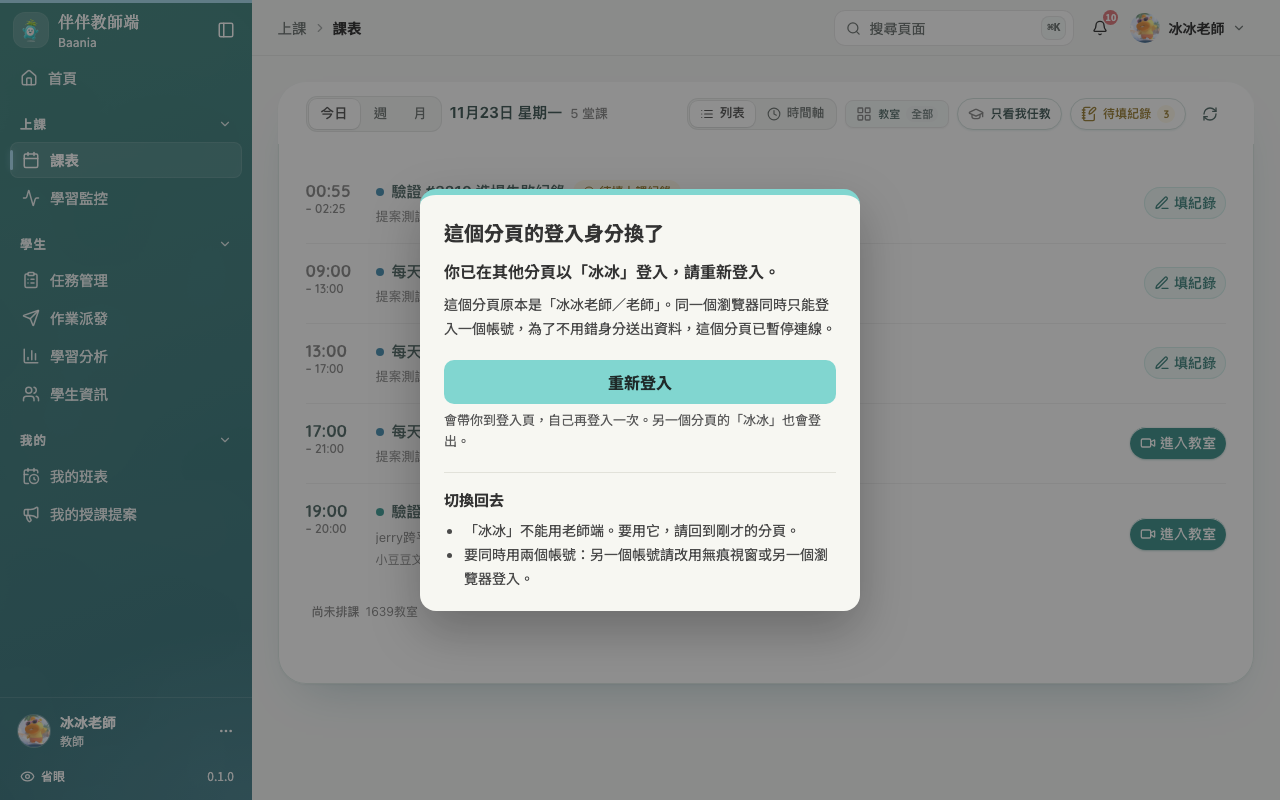 伴伴教師端
Baania
首頁
上課
課表
學習監控
學生
任務管理
作業派發
學習分析
學生資訊
我的
我的班表
我的授課提案
冰冰老師
教師
省眼
0.1.0
上課 > 課表
搜尋頁面
⌘K
10
冰冰老師
今日 週 月
11月23日 星期一 5 堂課
列表 時間軸
教室 全部
只看我任教
待填紀錄 3
00:55
– 02:25
驗證
提案測
填紀錄
09:00
– 13:00
每天
提案測
填紀錄
13:00
– 17:00
每天
提案測
填紀錄
17:00
– 21:00
每天
提案測
進入教室
19:00
– 20:00
驗證
jerry跨
小豆豆文
進入教室
尚未排課 1639教室
這個分頁的登入身分換了
你已在其他分頁以「冰冰」登入，請重新登入。
這個分頁原本是「冰冰老師／老師」。同一個瀏覽器同時只能登
入一個帳號，為了不用錯身分送出資料，這個分頁已暫停連線。
重新登入
會帶你到登入頁，自己再登入一次。另一個分頁的「冰冰」也會登
出。
切換回去
• 「冰冰」不能用老師端。要用它，請回到剛才的分頁。
• 要同時用兩個帳號：另一個帳號請改用無痕視窗或另一個瀏
覽器登入。